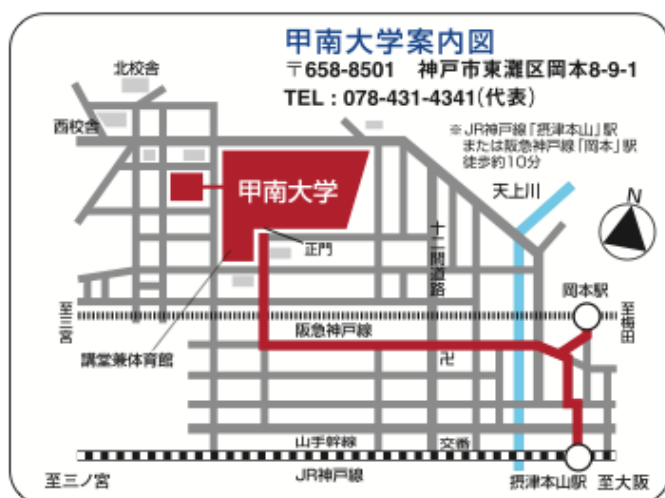 甲南大学案内図
〒658-8501 神戸市東灘区岡本8-9-1
TEL：078-431-4341(代表)
※JR神戸線「摂津本山」駅
または阪急神戸線「岡本」駅
徒歩約10分
北校舎
西校舎
天上川
N
甲南大学
正門
十二間道路
岡本駅
至三宮
至梅田
阪急神戸線
講堂兼体育館
卍
山手幹線
交番
至三ノ宮
JR神戸線
摂津本山駅
至大阪